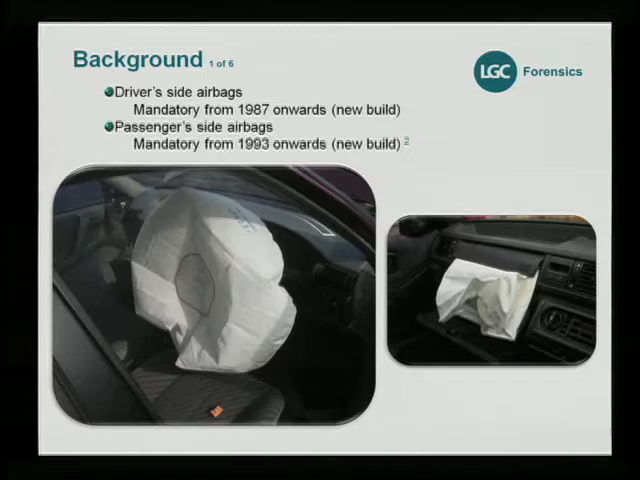 Background 1 of 6
LGC Forensics
Driver's side airbags
Mandatory from 1987 onwards (new build)
Passenger's side airbags
Mandatory from 1993 onwards (new build) 2